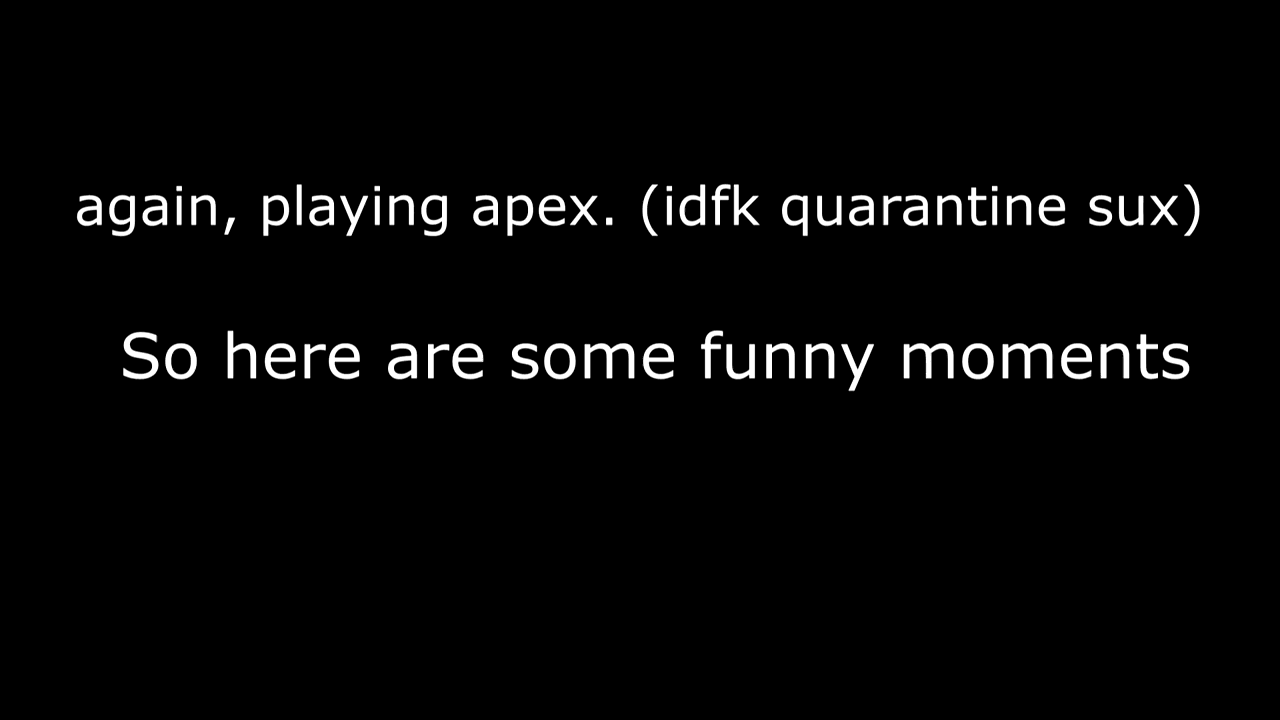 again, playing apex. (idfk quarantine sux)
So here are some funny moments